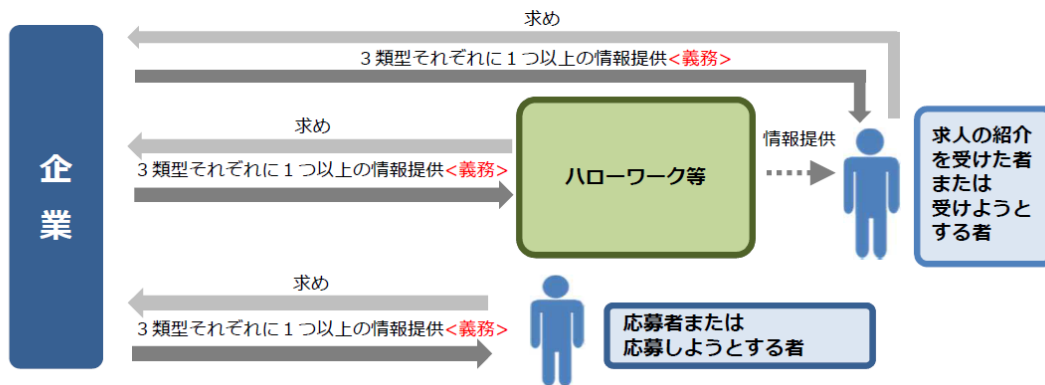 求め
3類型それぞれに1つ以上の情報提供<義務>
企
業
求め
3類型それぞれに1つ以上の情報提供<義務>
ハローワーク等
情報提供
求人の紹介
を受けた者
または
受けようと
する者
求め
3類型それぞれに1つ以上の情報提供<義務>
応募者または
応募しようとする者